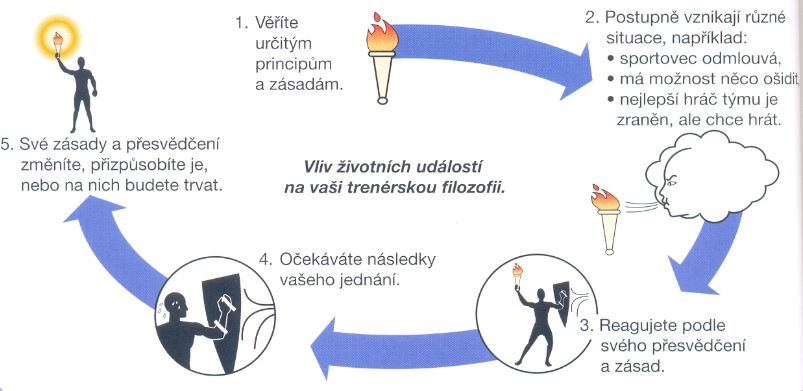 1. Věříte
určitým
principům
a zásadám.
2. Postupně vznikají různé
situace, například:
• sportovec odmlouvá,
• má možnost něco ošidit,
• nejlepší hráč týmu je
zraněn, ale chce hrát.
3. Reagujete podle
svého přesvědčení
a zásad.
4. Očekáváte následky
vašeho jednání.
5. Své zásady a přesvědčení
změníte, přizpůsobíte je,
nebo na nich budete trvat.
Vliv životních událostí
na vaši trenérskou filozofii.